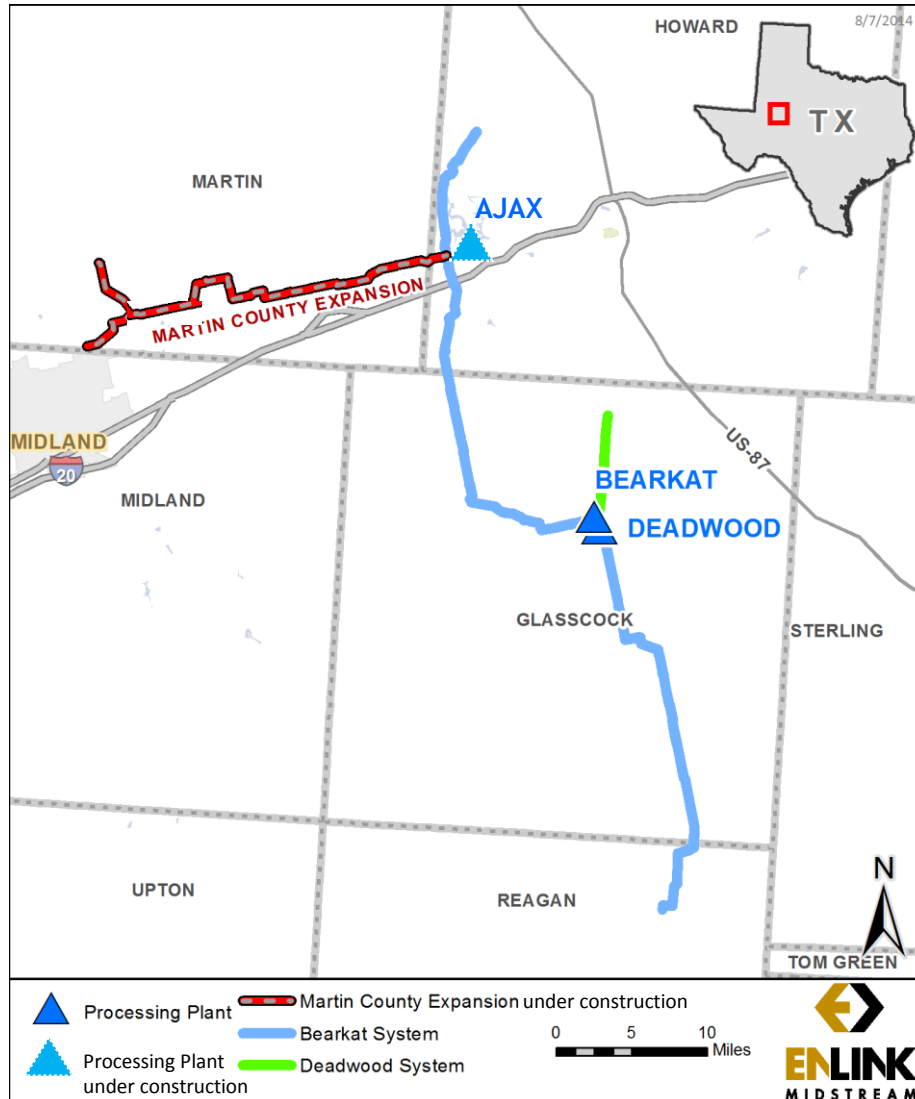 8/7/2014
HOWARD
TX
MARTIN
AJAX
MARTIN COUNTY EXPANSION
MIDLAND
20
US-87
BEARKAT
MIDLAND
DEADWOOD
GLASSCOCK
STERLING
N
UPTON
REAGAN
TOM GREEN
Processing Plant
Processing Plant
under construction
Martin County Expansion under construction
Bearkat System
Deadwood System
0 5 10
Miles
ENLINK
MIDSTREAM